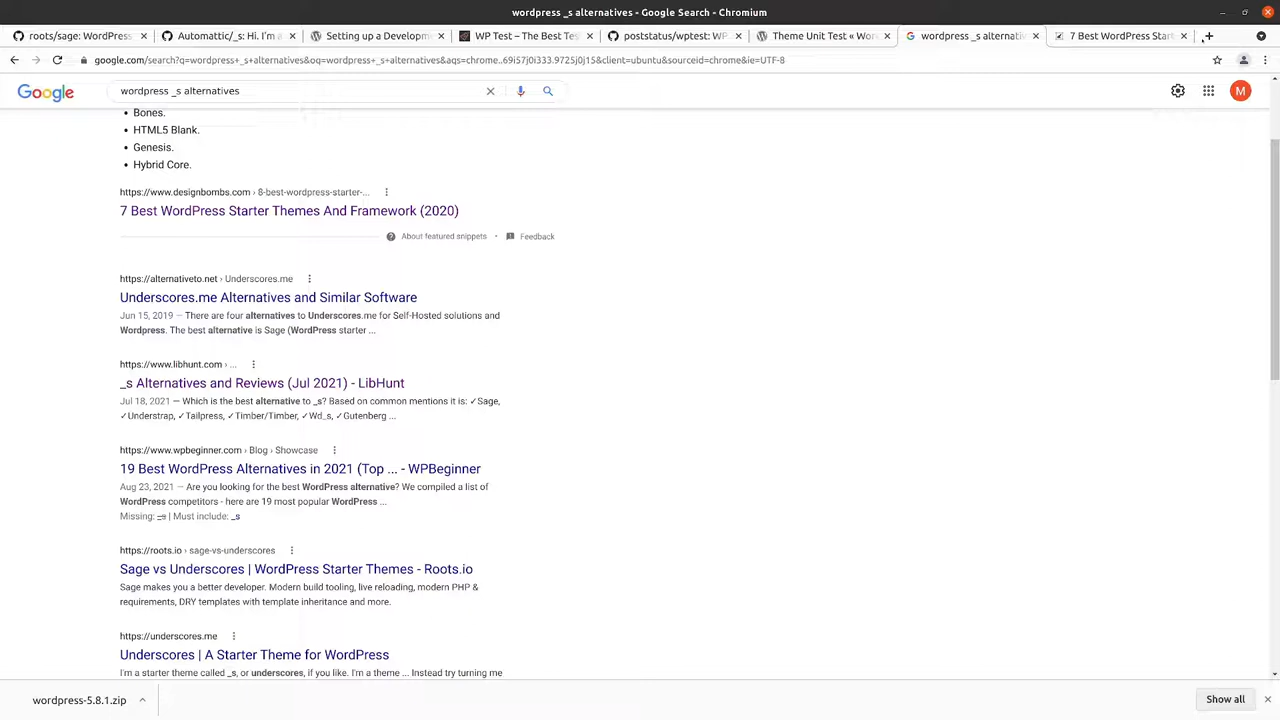 wordpress _s alternatives - Google Search - Chromium
roots/sage: WordPress
Automattic/_s: Hi. I'm a
Setting up a Developm
WP Test – The Best Tes
poststatus/wptest: WP
Theme Unit Test « Wor
wordpress _s alternativ
7 Best WordPress Start
google.com/search?q=wordpress+_s+alternatives&oq=wordpress+_s+alternatives&aqs=chrome..69i57j0i333.9725j0j15&client=ubuntu&sourceid=chrome&ie=UTF-8
Google
wordpress _s alternatives
M
• Bones.
• HTML5 Blank.
• Genesis.
• Hybrid Core.
https://www.designbombs.com › 8-best-wordpress-starter-...
7 Best WordPress Starter Themes And Framework (2020)
About featured snippets • Feedback
https://alternativeto.net › Underscores.me
Underscores.me Alternatives and Similar Software
Jun 15, 2019 — There are four alternatives to Underscores.me for Self-Hosted solutions and
Wordpress. The best alternative is Sage (WordPress starter ...
https://www.libhunt.com › ...
_s Alternatives and Reviews (Jul 2021) - LibHunt
Jul 18, 2021 — Which is the best alternative to _s? Based on common mentions it is: ✓Sage,
✓Understrap, ✓Tailpress, ✓Timber/Timber, ✓Wd_s, ✓Gutenberg ...
https://www.wpbeginner.com › Blog › Showcase
19 Best WordPress Alternatives in 2021 (Top ... - WPBeginner
Aug 23, 2021 — Are you looking for the best WordPress alternative? We compiled a list of
WordPress competitors - here are 19 most popular WordPress ...
Missing: _s | Must include: _s
https://roots.io › sage-vs-underscores
Sage vs Underscores | WordPress Starter Themes - Roots.io
Sage makes you a better developer. Modern build tooling, live reloading, modern PHP &
requirements, DRY templates with template inheritance and more.
https://underscores.me
Underscores | A Starter Theme for WordPress
I'm a starter theme called _s, or underscores, if you like. I'm a theme ... Instead try turning me
wordpress-5.8.1.zip
Show all